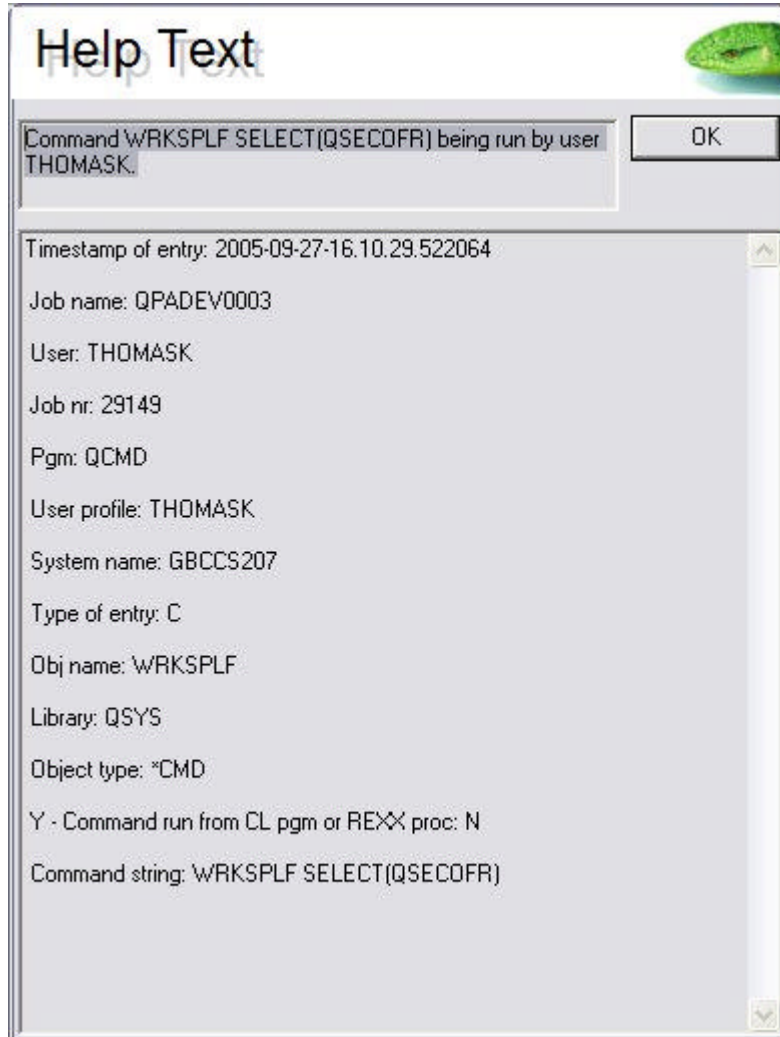 Help Text
Command WRKSPLF SELECT(QSECOFR) being run by user
THOMASK.
OK
Timestamp of entry: 2005-09-27-16.10.29.522064
Job name: QPADEV0003
User: THOMASK
Job nr: 29149
Pgm: QCMD
User profile: THOMASK
System name: GBCCS207
Type of entry: C
Obj name: WRKSPLF
Library: QSYS
Object type: *CMD
Y - Command run from CL pgm or REXX proc: N
Command string: WRKSPLF SELECT(QSECOFR)